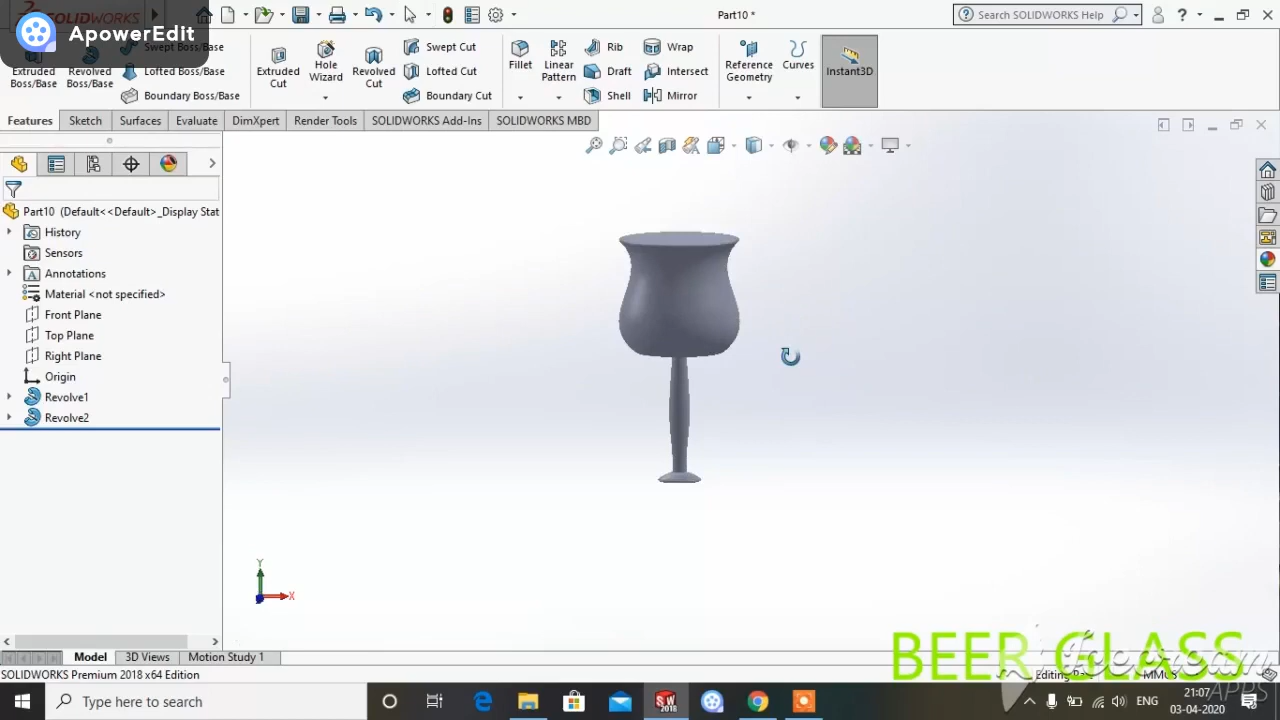 SOLIDWORKS
Part10 *
Search SOLIDWORKS Help
ApowerEdit
Extruded Boss/Base
Revolved Boss/Base
Swept Boss/Base
Lofted Boss/Base
Boundary Boss/Base
Extruded Cut
Hole Wizard
Revolved Cut
Swept Cut
Lofted Cut
Boundary Cut
Fillet
Linear Pattern
Rib
Draft
Shell
Wrap
Intersect
Mirror
Reference Geometry
Curves
Instant3D
Features Sketch Surfaces Evaluate DimXpert Render Tools SOLIDWORKS Add-Ins SOLIDWORKS MBD
Part10 (Default<<Default>_Display Stat
History
Sensors
Annotations
Material <not specified>
Front Plane
Top Plane
Right Plane
Origin
Revolve1
Revolve2
Y
X
BEER GLASS
Icecream
APPS
Model 3D Views Motion Study 1
SOLIDWORKS Premium 2018 x64 Edition
Type here to search
SW
2018
ENG
21:07
03-04-2020